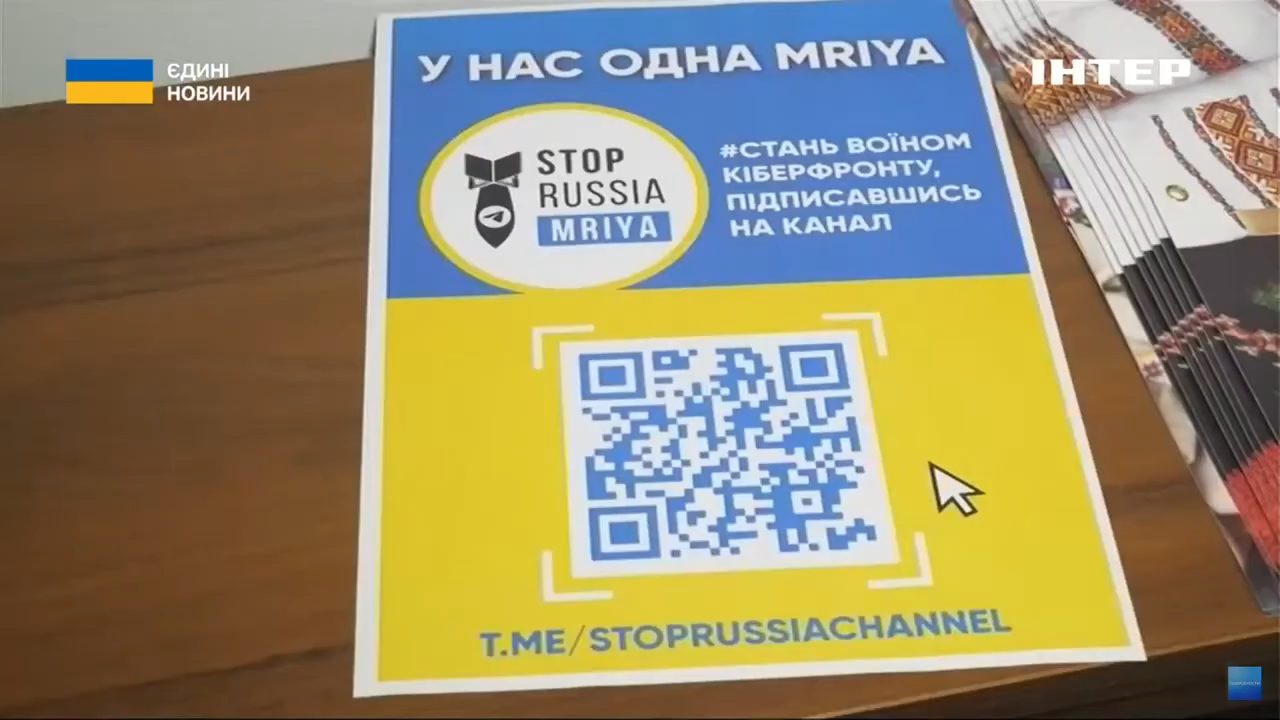 ЄДИНІ
НОВИНИ
ІНТЕР
У НАС ОДНА MRIYA
STOP
RUSSIA
MRIYA
#СТАНЬ ВОЇНОМ
КІБЕРФРОНТУ,
ПІДПИСАВШИСЬ
НА КАНАЛ
T.ME/STOPRUSSIACHANNEL